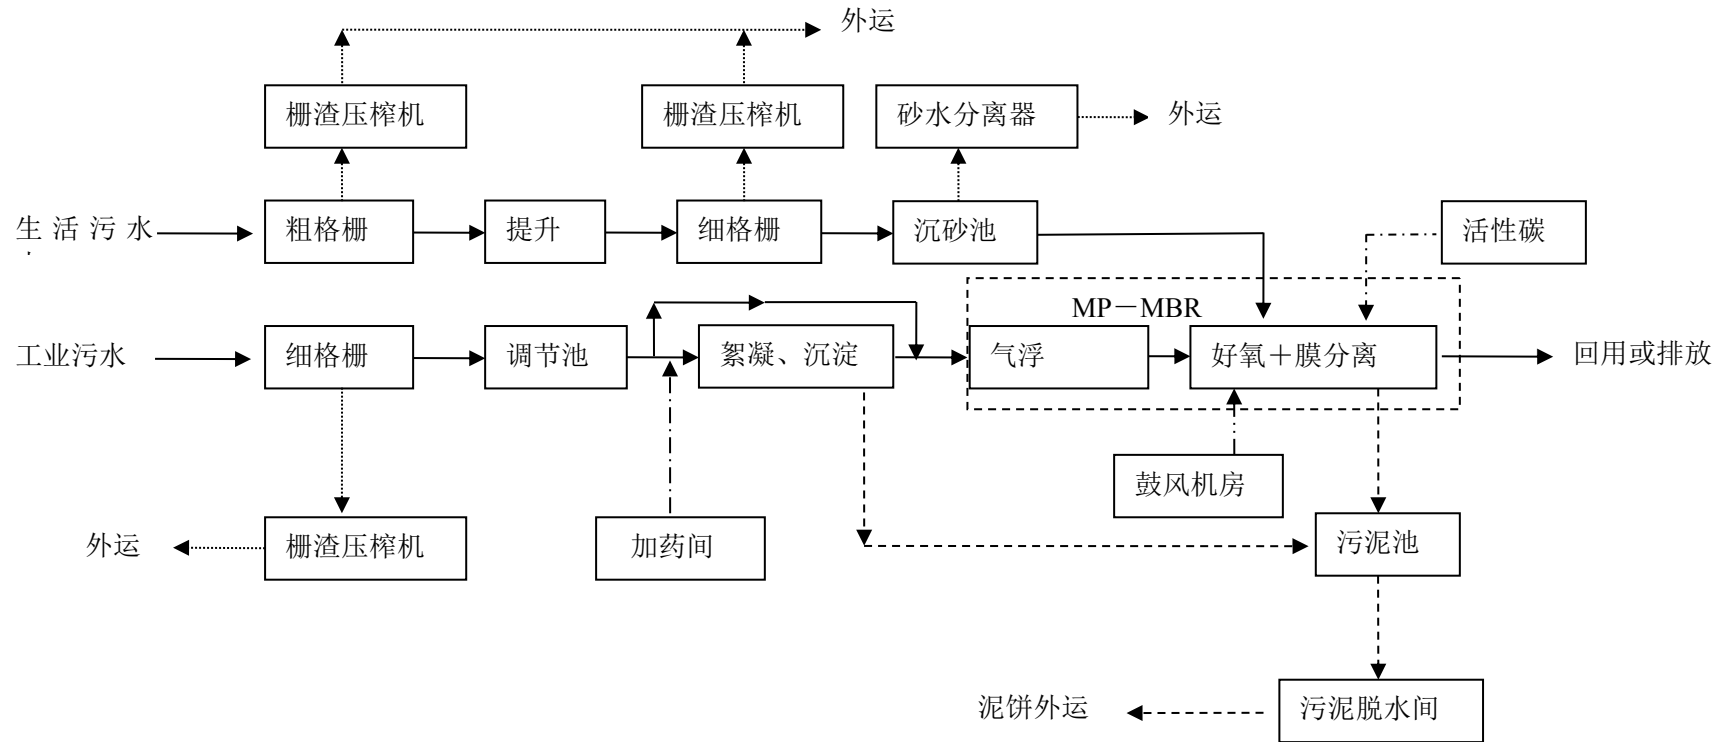 外运
栅渣压榨机
栅渣压榨机
砂水分离器
外运
生活污水
粗格栅
提升
细格栅
沉砂池
活性碳
MP－MBR
工业污水
细格栅
调节池
絮凝、沉淀
气浮
好氧＋膜分离
回用或排放
鼓风机房
外运
栅渣压榨机
加药间
污泥池
泥饼外运
污泥脱水间